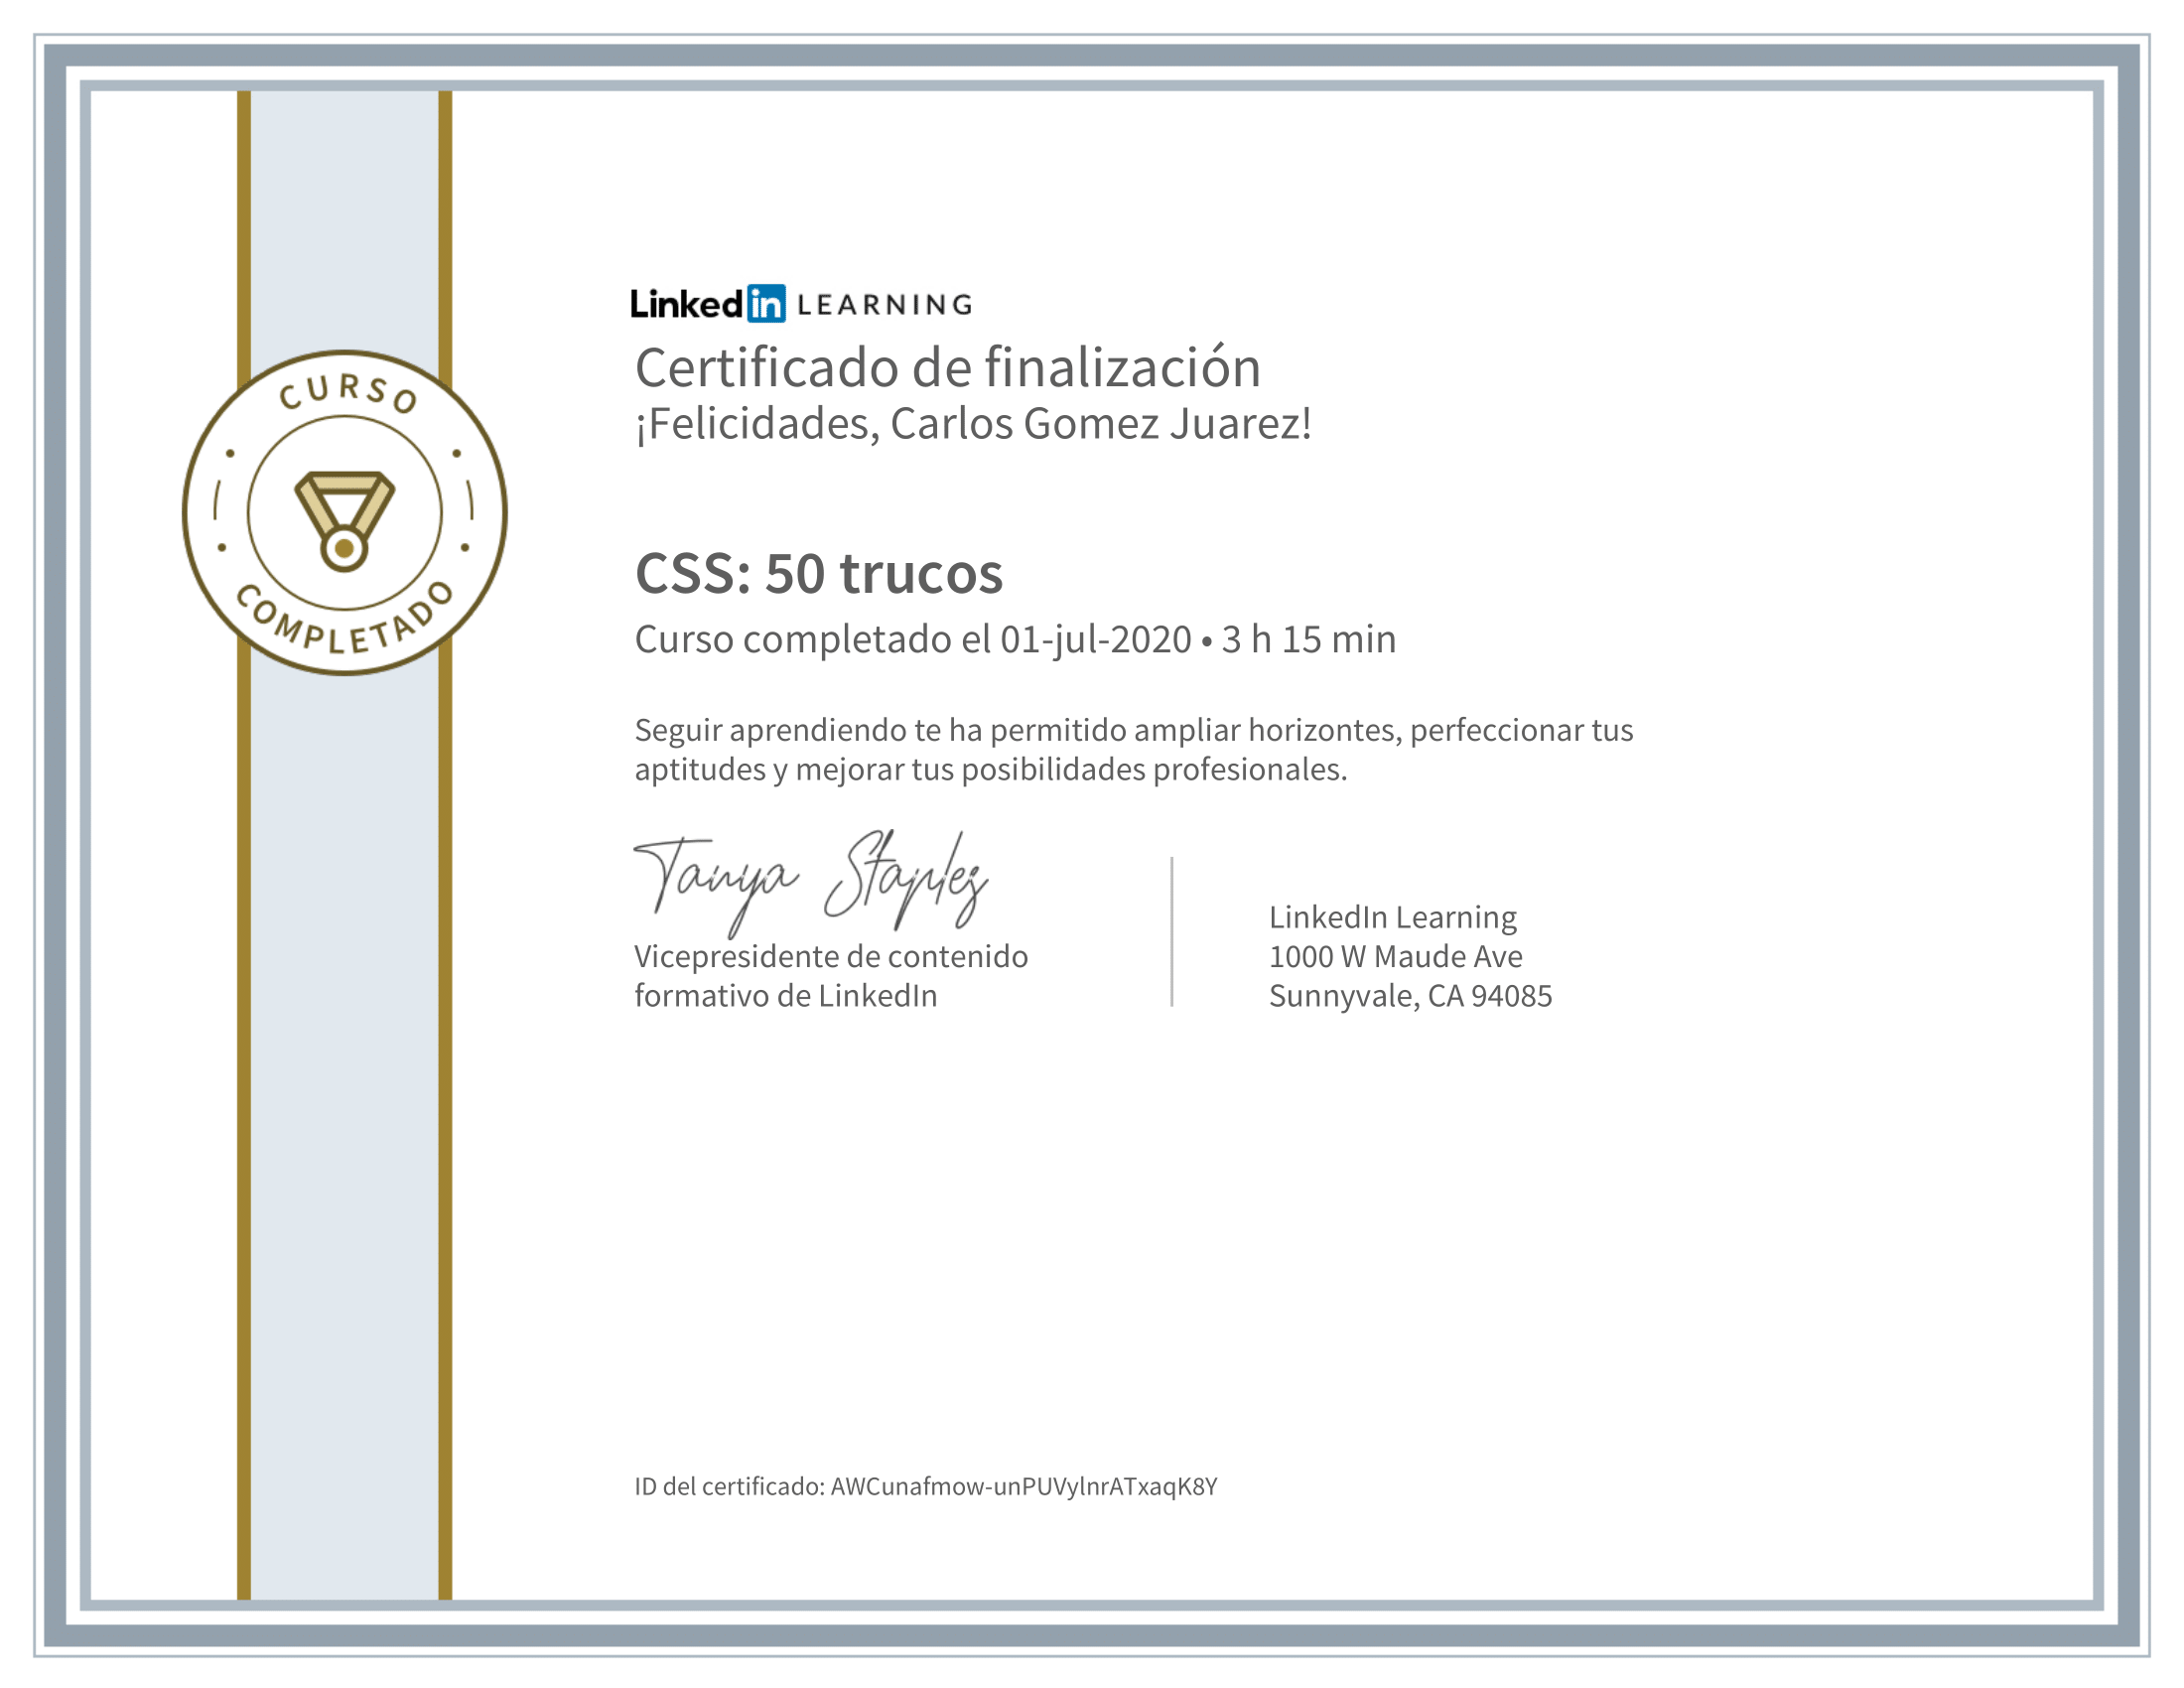 LinkedIn LEARNING
Certificado de finalización
¡Felicidades, Carlos Gomez Juarez!
CURSO
COMPLETADO
CSS: 50 trucos
Curso completado el 01-jul-2020 • 3 h 15 min
Seguir aprendiendo te ha permitido ampliar horizontes, perfeccionar tus
aptitudes y mejorar tus posibilidades profesionales.
Tanya Staples
Vicepresidente de contenido
formativo de LinkedIn
LinkedIn Learning
1000 W Maude Ave
Sunnyvale, CA 94085
ID del certificado: AWCunafmow-unPUVylnrATxaqK8Y